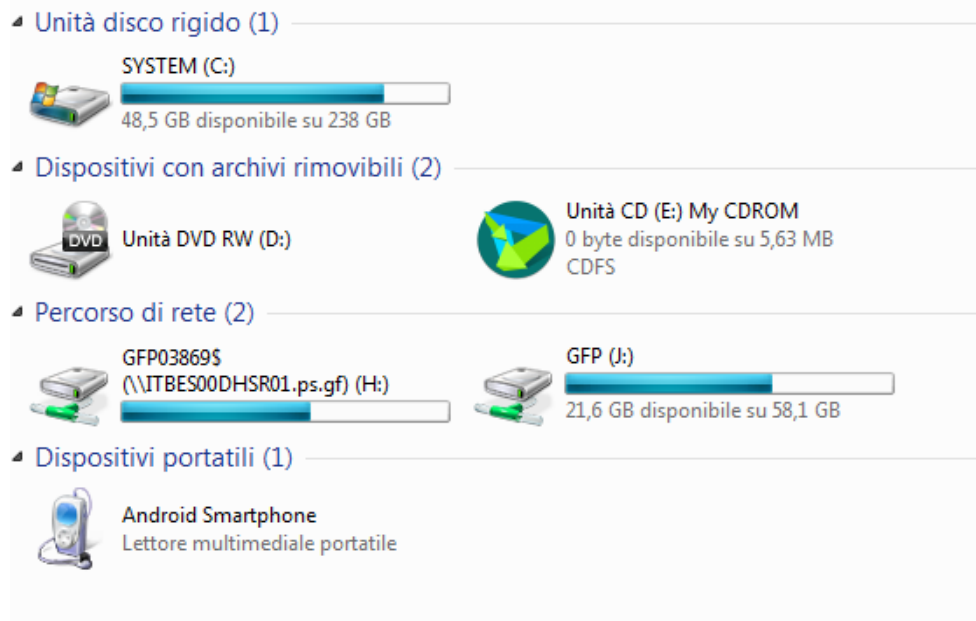 Unità disco rigido (1)
SYSTEM (C:)
48,5 GB disponibile su 238 GB
Dispositivi con archivi rimovibili (2)
DVD
Unità DVD RW (D:)
Unità CD (E:) My CDROM
0 byte disponibile su 5,63 MB
CDFS
Percorso di rete (2)
GFP03869$
(\\ITBES00DHSR01.ps.gf) (H:)
GFP (J:)
21,6 GB disponibile su 58,1 GB
Dispositivi portatili (1)
Android Smartphone
Lettore multimediale portatile